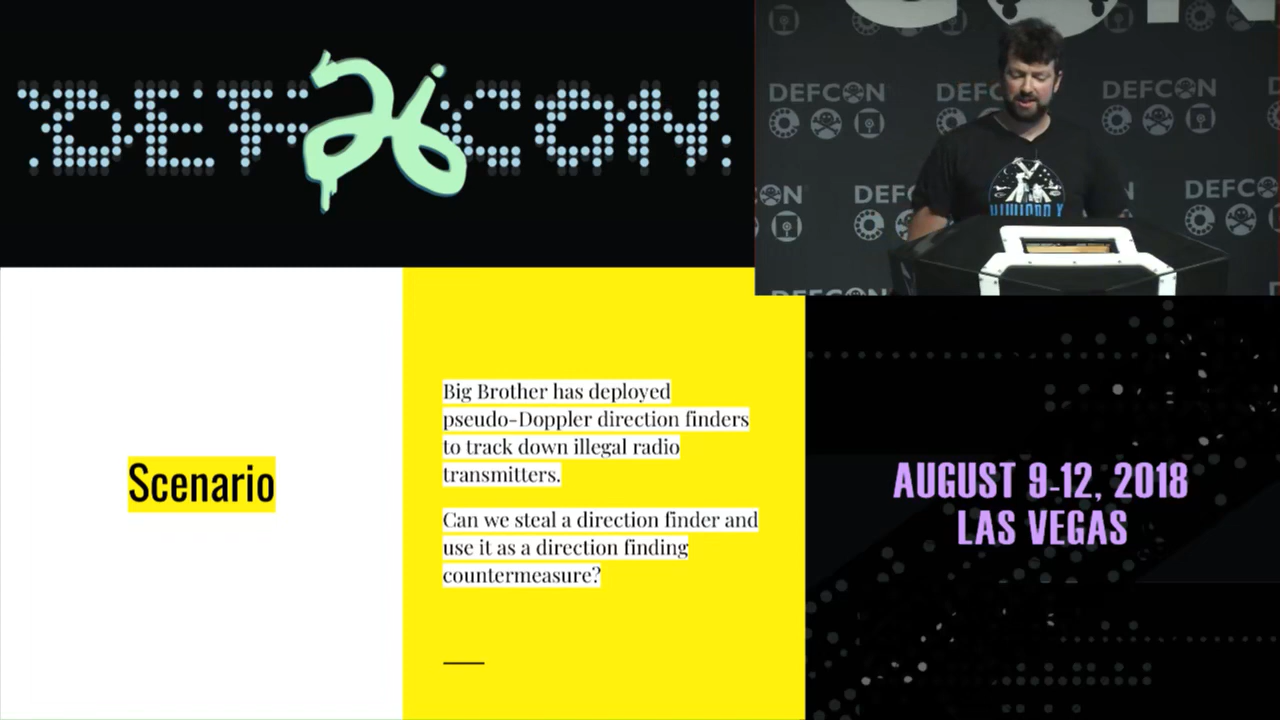 DEF 26 CON
DEFCON
DEFCON
DEFCON
DEFCON
Scenario
Big Brother has deployed
pseudo-Doppler direction finders
to track down illegal radio
transmitters.
Can we steal a direction finder and
use it as a direction finding
countermeasure?
AUGUST 9-12, 2018
LAS VEGAS